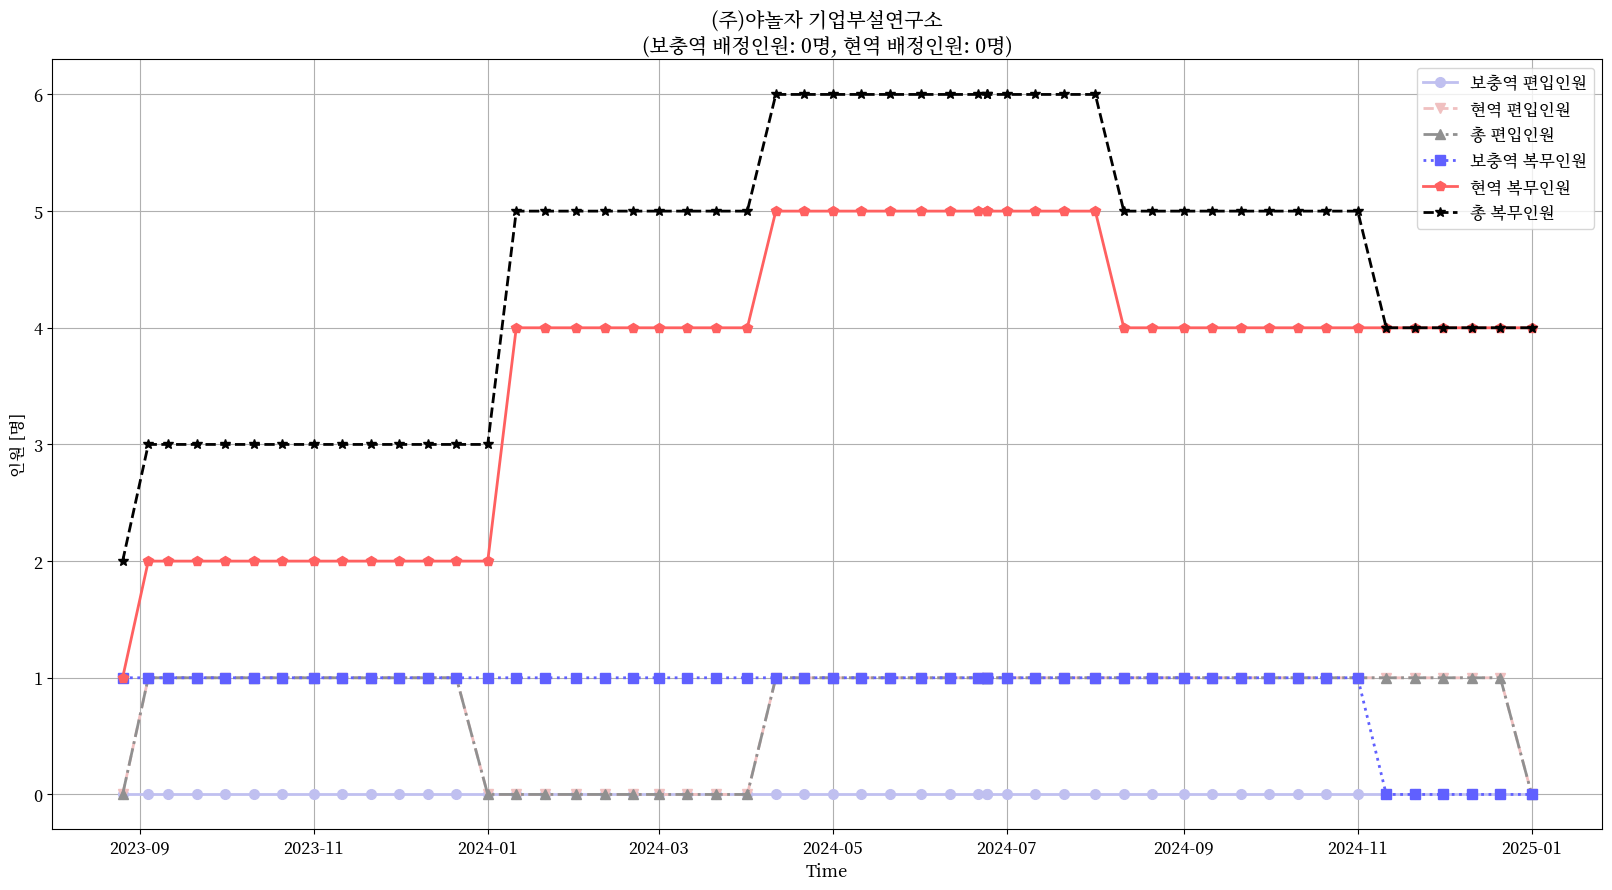 (주)야놀자 기업부설연구소
(보충역 배정인원: 0명, 현역 배정인원: 0명)
보충역 편입인원
현역 편입인원
총 편입인원
보충역 복무인원
현역 복무인원
총 복무인원
인원 [명]
6
5
4
3
2
1
0
2023-09
2023-11
2024-01
2024-03
2024-05
2024-07
2024-09
2024-11
2025-01
Time